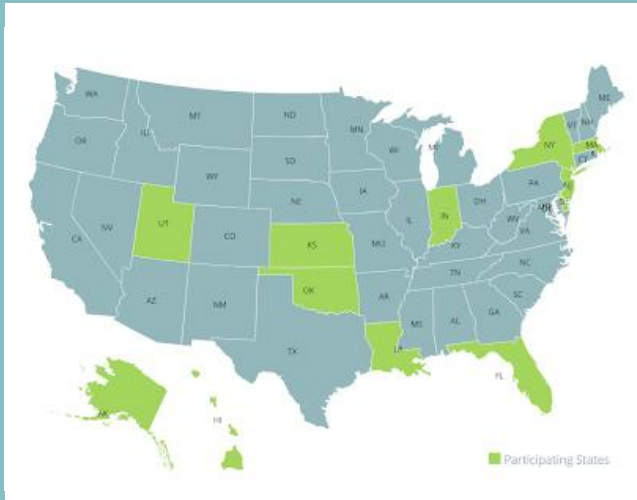 WA
MT
ND
MN
ME
VT
NH
OR
ID
SD
WI
MI
NY
MA
CT
WY
IA
PA
NJ
NE
OH
NV
UT
CO
IL
IN
WV
VA
CA
KS
MO
KY
NC
TN
OK
AR
SC
AZ
NM
MS
AL
GA
TX
LA
FL
AK
HI
Participating States